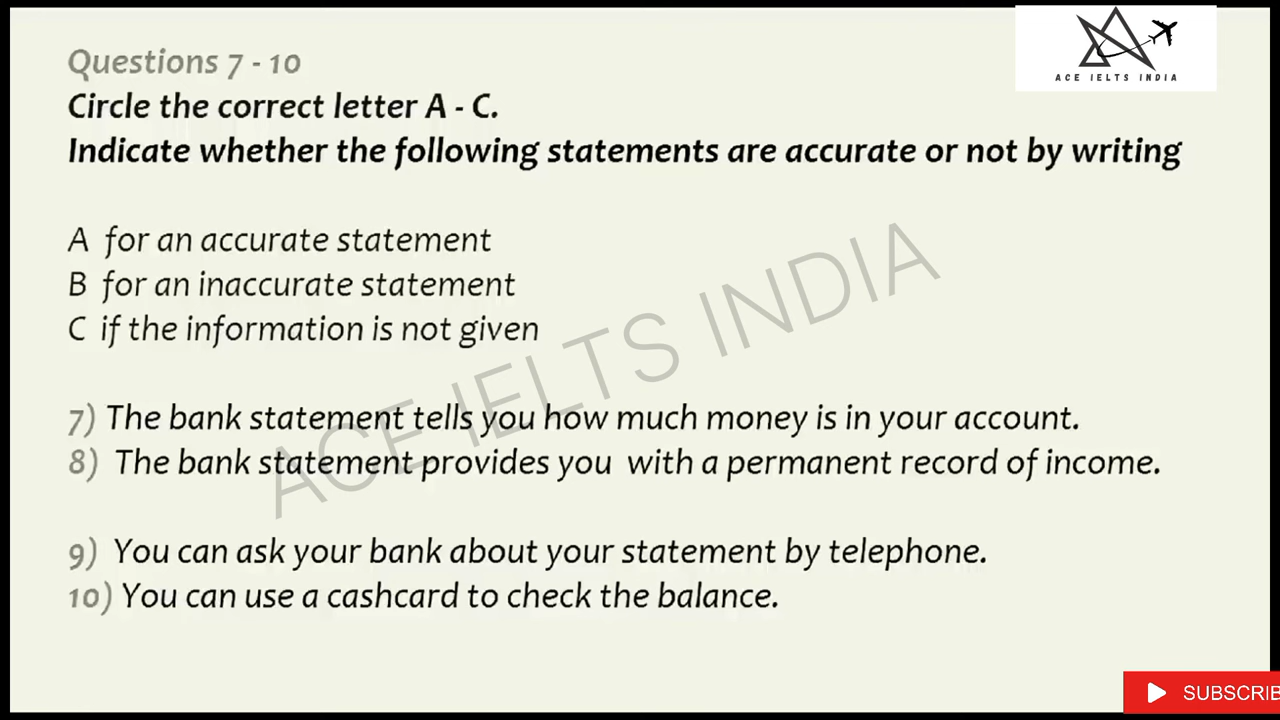 ACE IELTS INDIA
Questions 7 - 10
Circle the correct letter A - C.
Indicate whether the following statements are accurate or not by writing
A for an accurate statement
B for an inaccurate statement
C if the information is not given
ACE IELTS INDIA
7) The bank statement tells you how much money is in your account.
8) The bank statement provides you with a permanent record of income.
9) You can ask your bank about your statement by telephone.
10) You can use a cashcard to check the balance.
SUBSCRIB